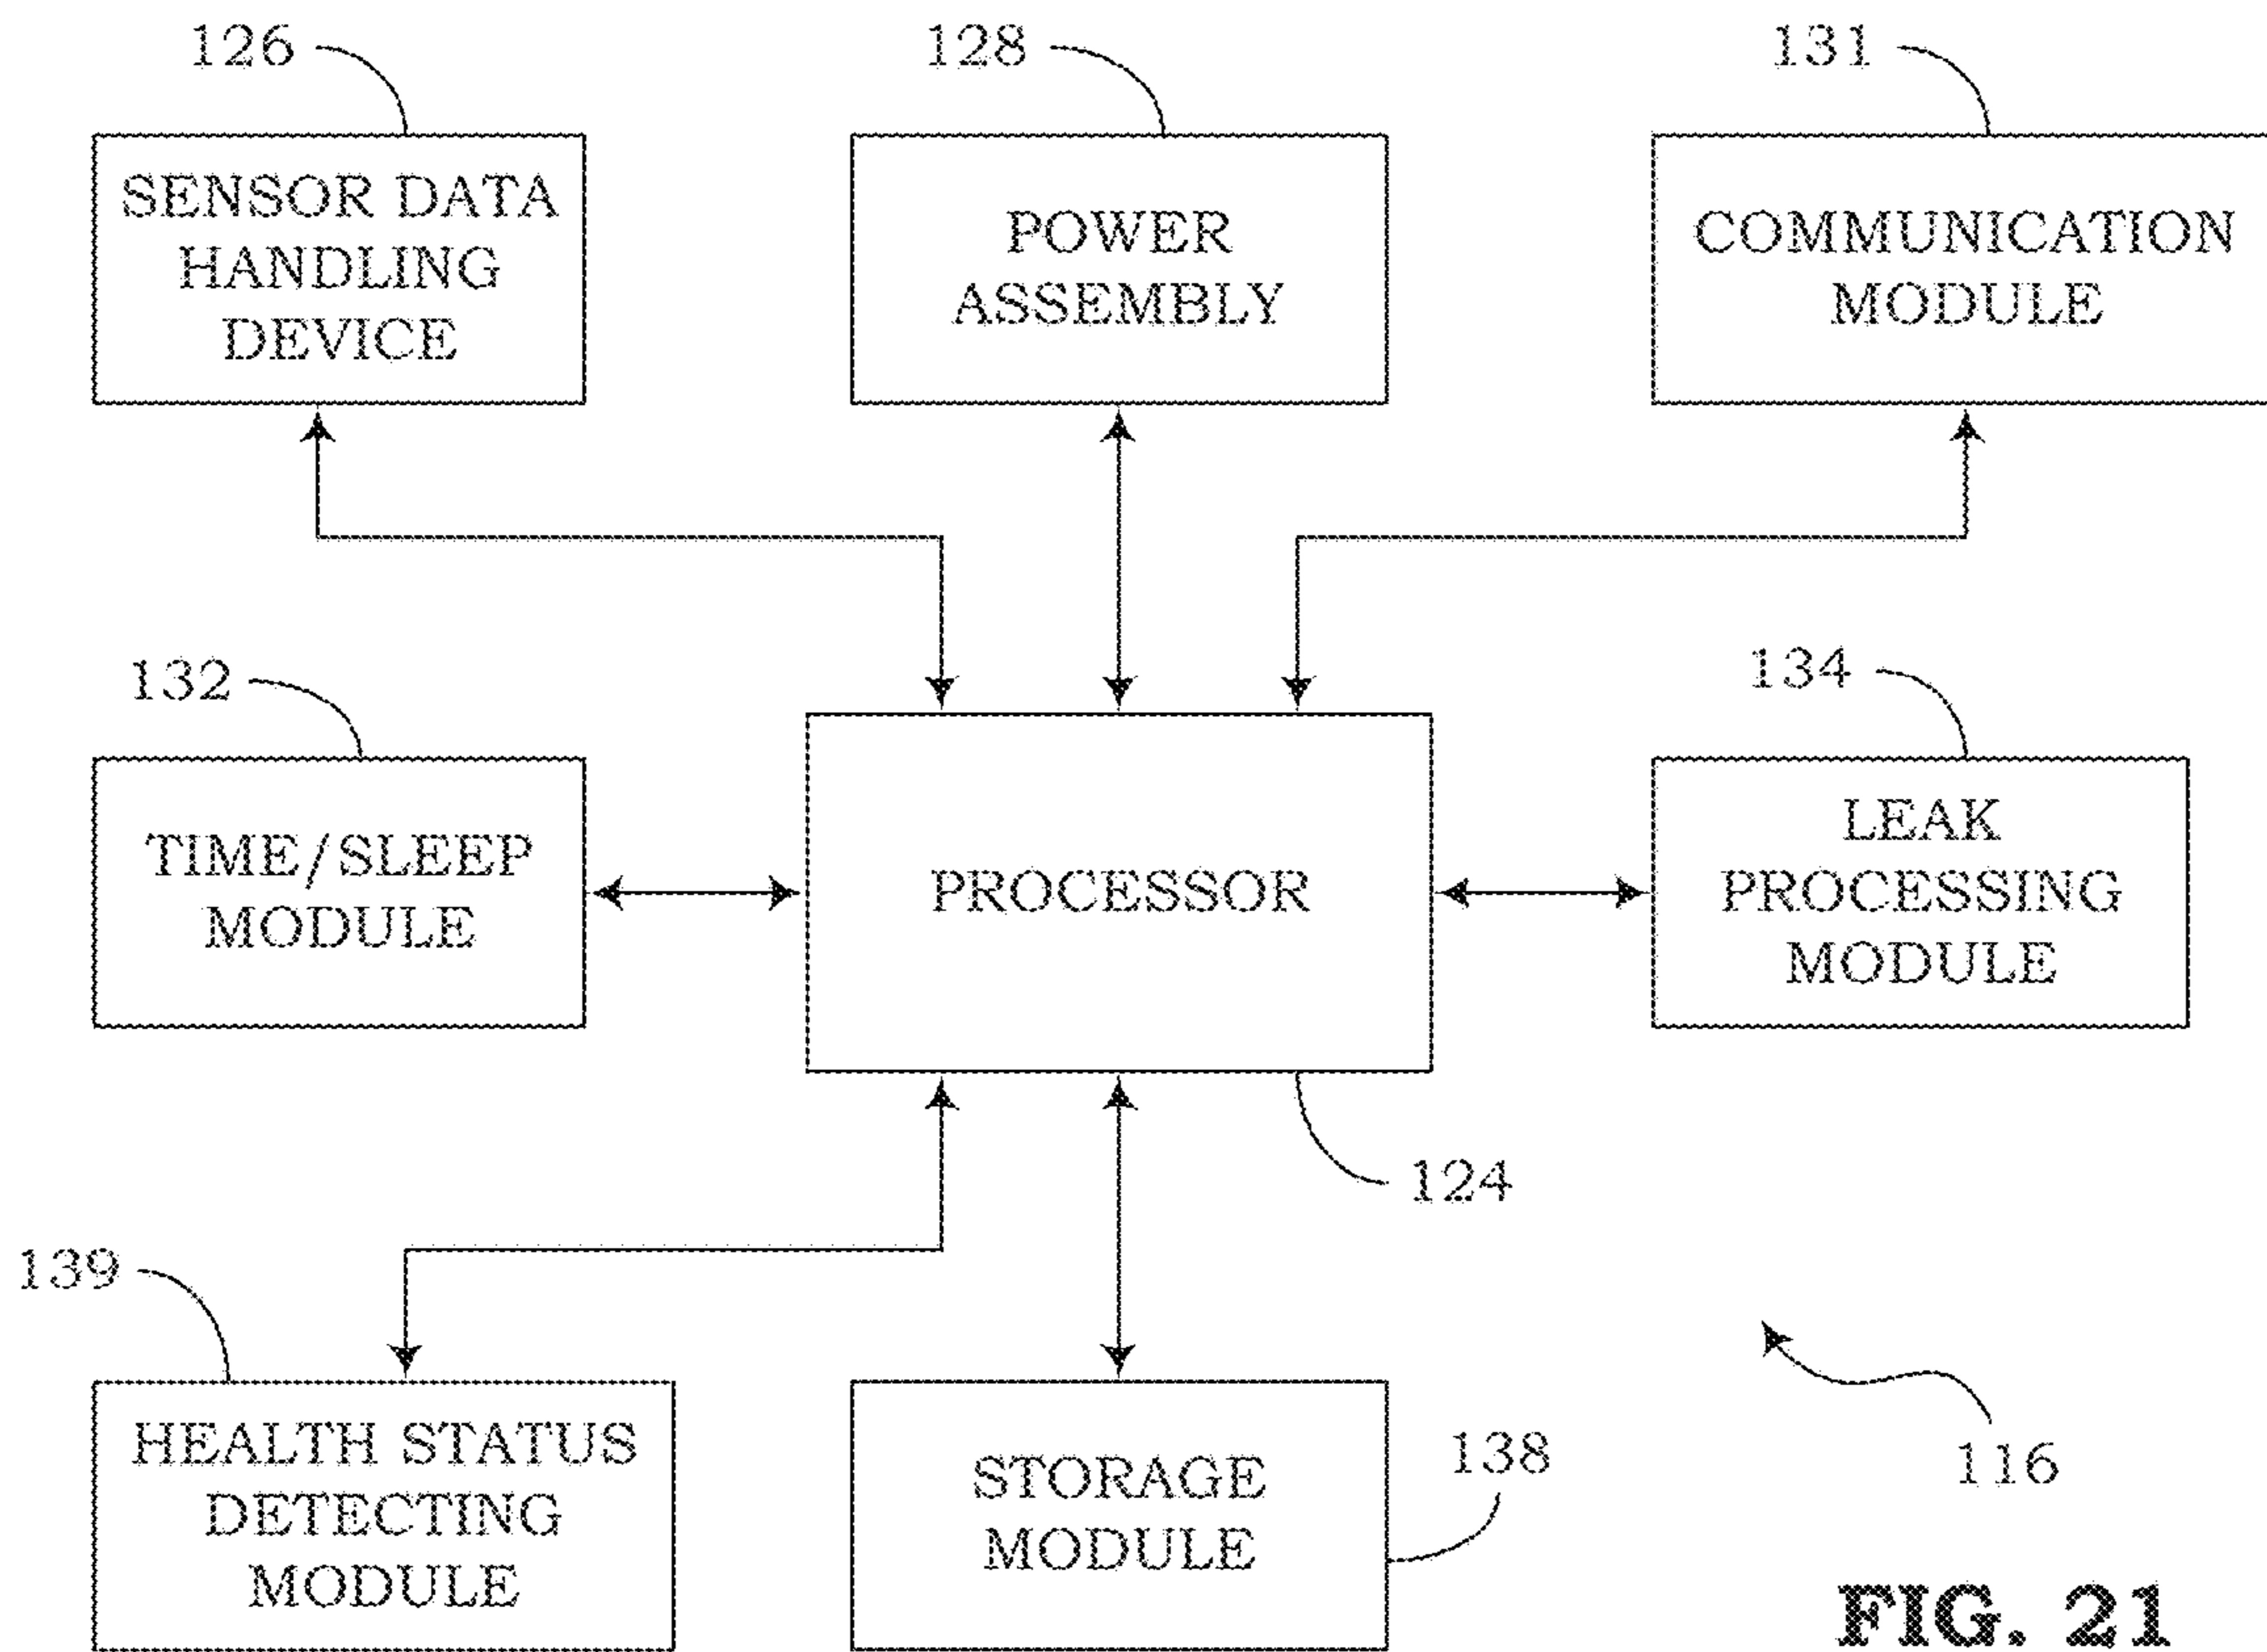 126
128
131
SENSOR DATA
HANDLING
DEVICE
POWER
ASSEMBLY
COMMUNICATION
MODULE
132
134
TIME/SLEEP
MODULE
PROCESSOR
LEAK
PROCESSING
MODULE
124
139
HEALTH STATUS
DETECTING
MODULE
STORAGE
MODULE
138
116
FIG. 21